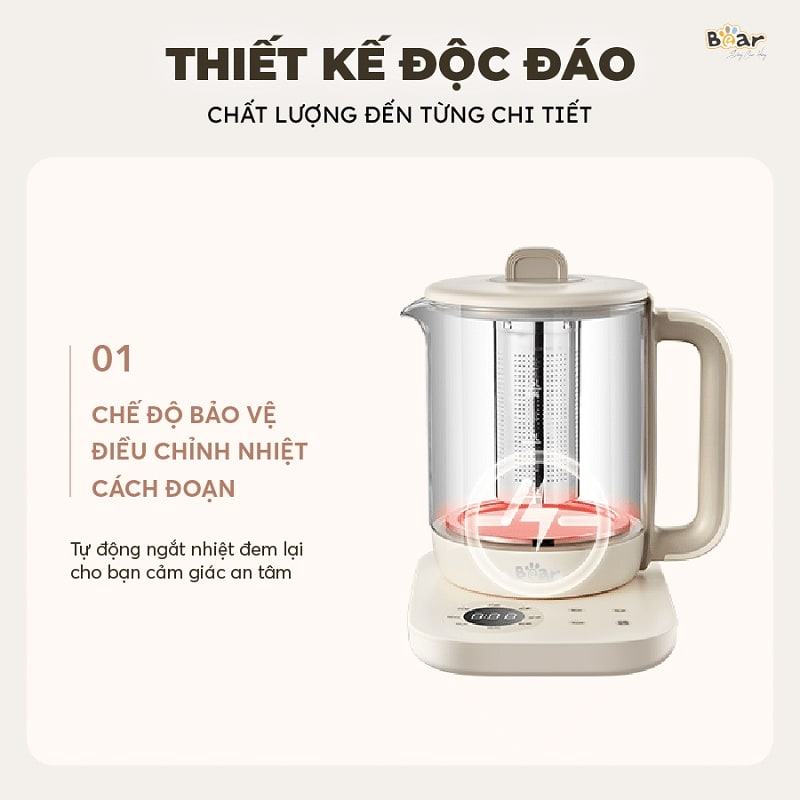 Bear
THIẾT KẾ ĐỘC ĐÁO
CHẤT LƯỢNG ĐẾN TỪNG CHI TIẾT
01
CHẾ ĐỘ BẢO VỆ
ĐIỀU CHỈNH NHIỆT
CÁCH ĐOẠN
Tự động ngắt nhiệt đem lại
cho bạn cảm giác an tâm
Bear